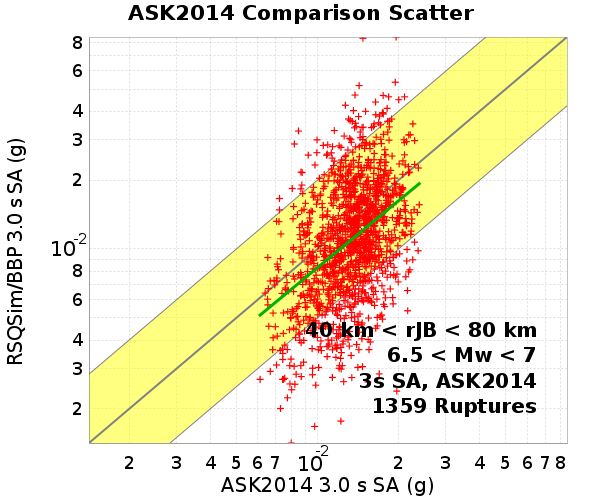 ASK2014 Comparison Scatter
RSQSim/BBP 3.0 s SA (g)
8
6
4
3
2
10-2
8
6
4
3
2
40 km < rJB < 80 km
6.5 < Mw < 7
3s SA, ASK2014
1359 Ruptures
2 3 4 5 6 7 10-2 2 3 4 5 6 7 8
ASK2014 3.0 s SA (g)